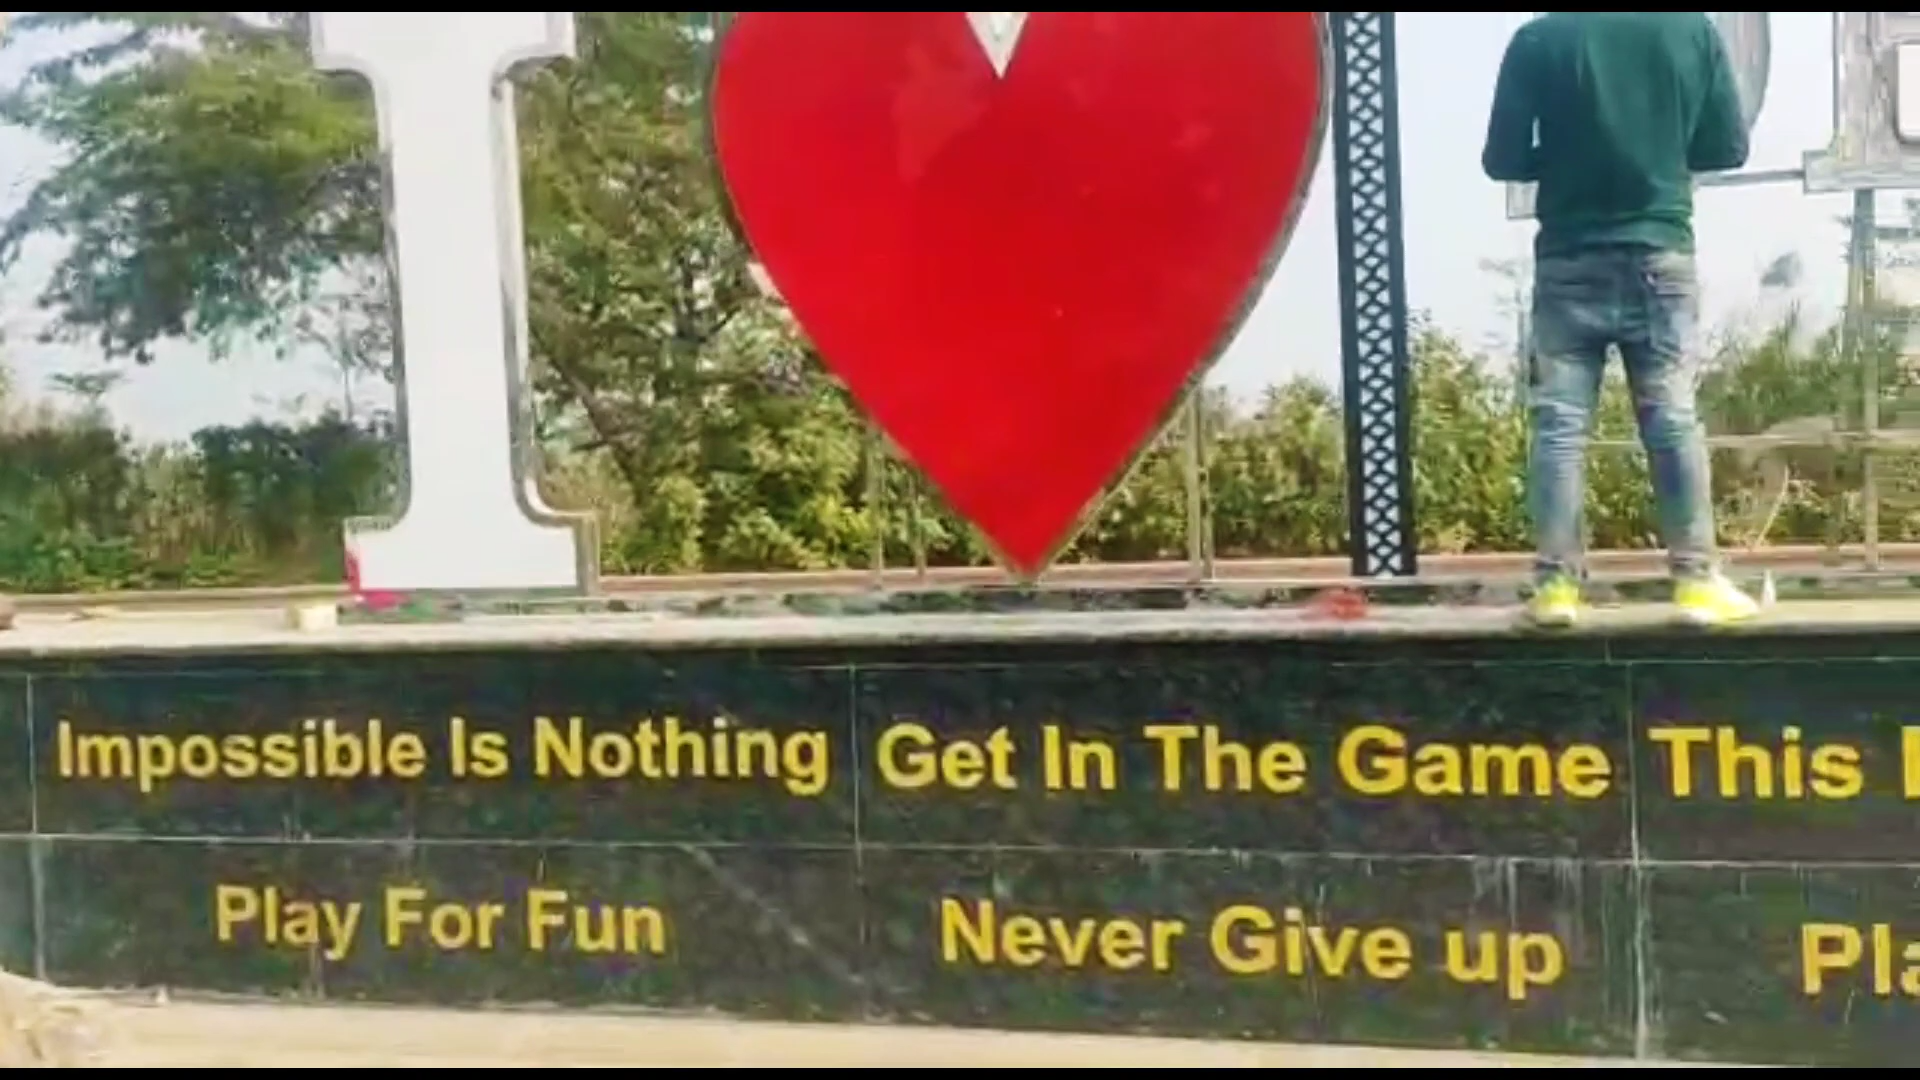 I
Impossible Is Nothing Get In The Game This
Play For Fun Never Give up